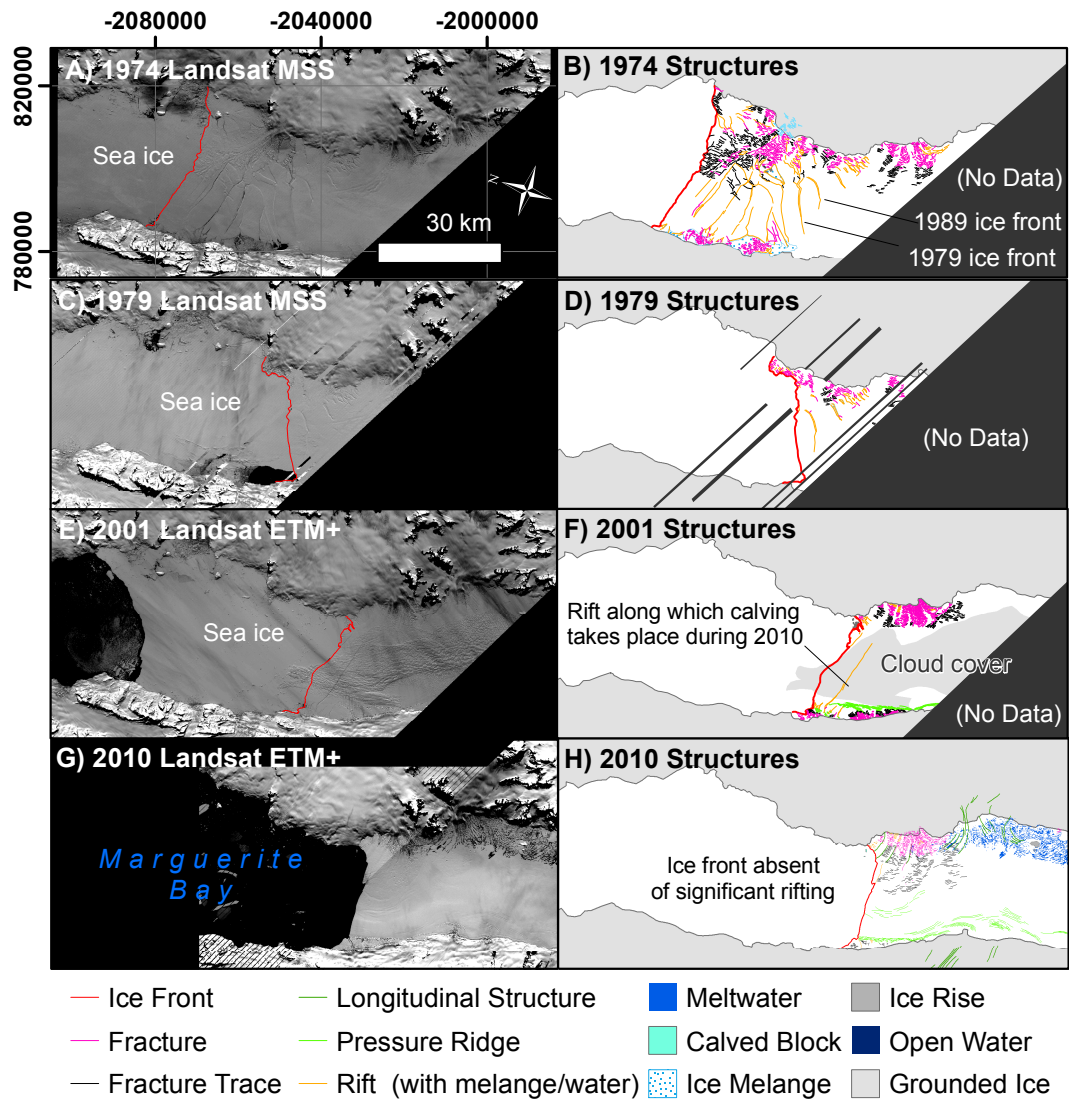 -2080000 -2040000 -2000000
820000
780000
A) 1974 Landsat MSS
Sea ice
N
30 km
B) 1974 Structures
(No Data)
1989 ice front
1979 ice front
C) 1979 Landsat MSS
Sea ice
D) 1979 Structures
(No Data)
E) 2001 Landsat ETM+
Sea ice
F) 2001 Structures
Rift along which calving
takes place during 2010
Cloud cover
(No Data)
G) 2010 Landsat ETM+
Marguerite
Bay
H) 2010 Structures
Ice front absent
of significant rifting
Ice Front
Longitudinal Structure
Meltwater
Ice Rise
Fracture
Pressure Ridge
Calved Block
Open Water
Fracture Trace
Rift (with melange/water)
Ice Melange
Grounded Ice